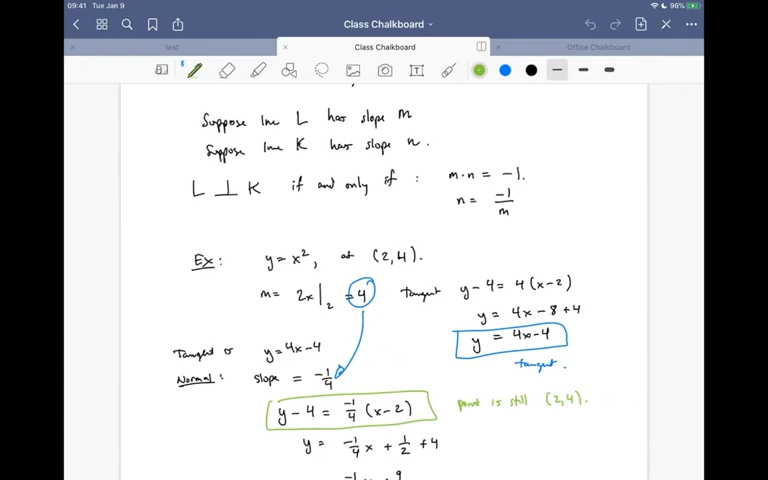 09:41 Tue Jan 9
96%
Class Chalkboard
test
Class Chalkboard
Office Chalkboard
Suppose line L has slope m
Suppose line K has slope n.
L ⊥ K if and only if : m·n = -1.
n = -1/m
Ex: y = x², at (2,4).
m = 2x|₂ = 4
tangent y-4 = 4(x-2)
y = 4x-8+4
y = 4x-4
tangent.
Tangent is y=4x-4
Normal: slope = -1/4
y-4 = -1/4 (x-2)
point is still (2,4).
y = -1/4 x + 1/2 + 4